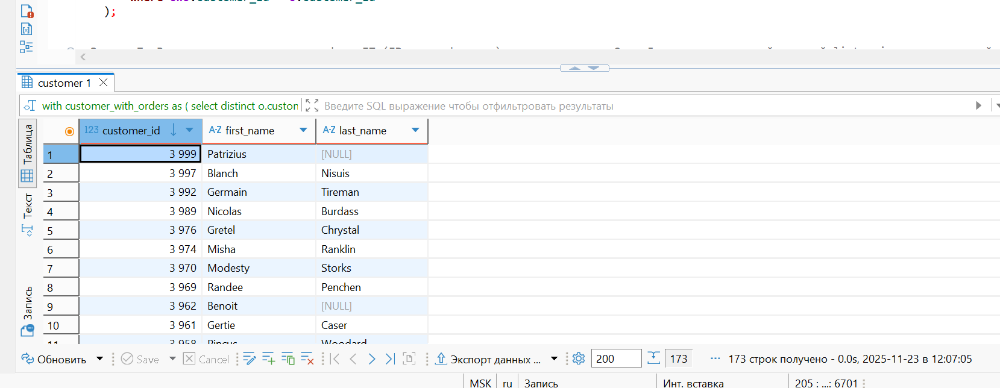 );
customer 1
with customer_with_orders as ( select distinct o.custon
Введите SQL выражение чтобы отфильтровать результаты
Таблица
Текст
Запись
123 customer_id A-Z first_name A-Z last_name
1 3 999 Patrizius [NULL]
2 3 997 Blanch Nisuis
3 3 992 Germain Tireman
4 3 989 Nicolas Burdass
5 3 976 Gretel Chrystal
6 3 974 Misha Ranklin
7 3 970 Modesty Storks
8 3 969 Randee Penchen
9 3 962 Benoit [NULL]
10 3 961 Gertie Caser
11 3 958 Pincus Woodard
Обновить Save Cancel Экспорт данных ... 200 173 ... 173 строк получено - 0.0s, 2025-11-23 в 12:07:05
MSK ru Запись Инт. вставка 205 : ...: 6701